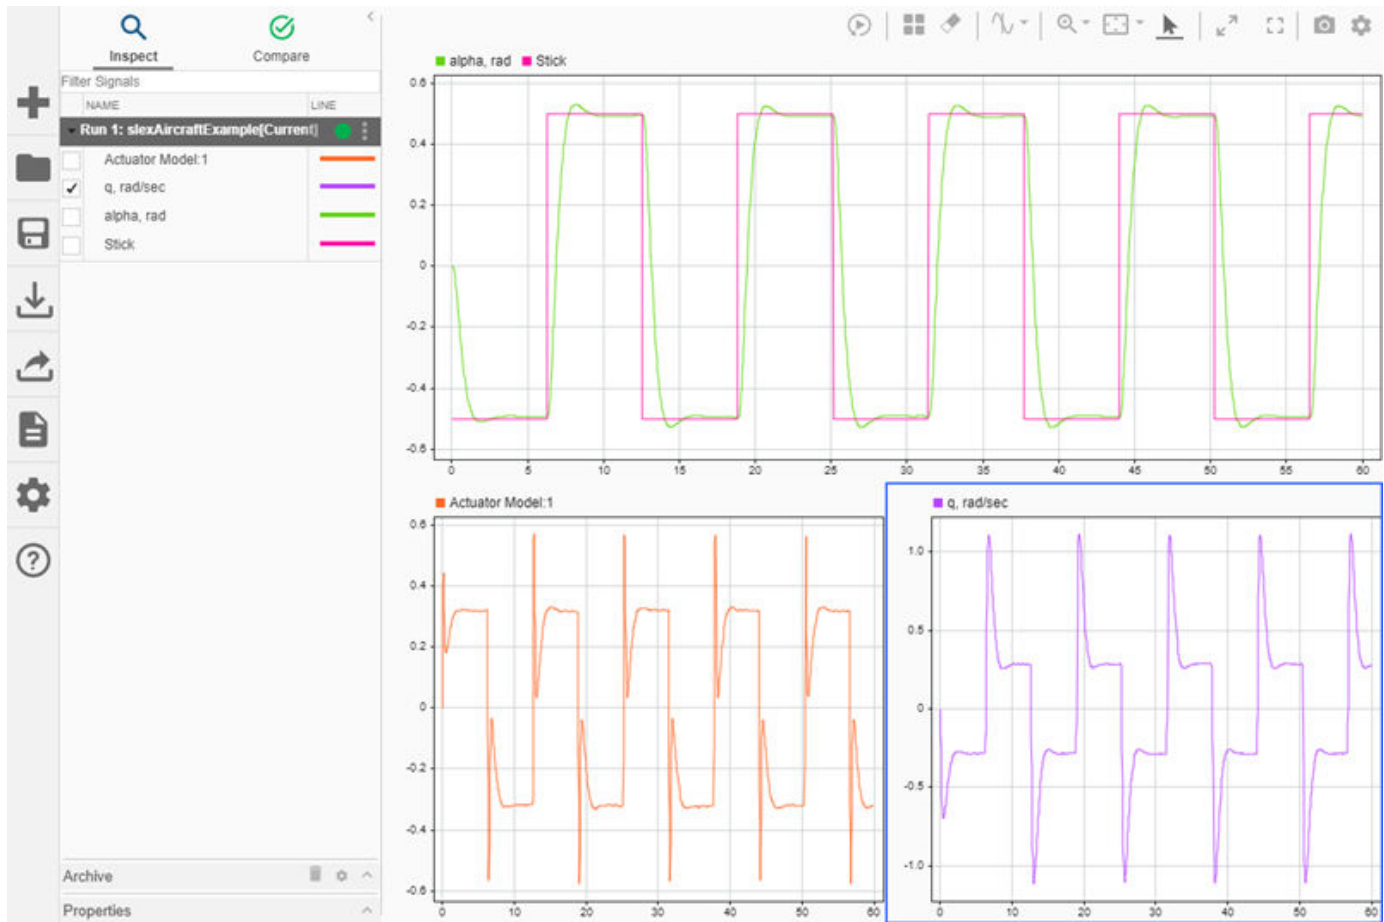 Inspect
Compare
Filter Signals
NAME LINE
Run 1: slexAircraftExample[Current]
Actuator Model:1
q, rad/sec
alpha, rad
Stick
Archive
Properties
alpha, rad Stick
0.6
0.4
0.2
0
-0.2
-0.4
-0.6
0 5 10 15 20 25 30 35 40 45 50 55 60
Actuator Model:1
0.6
0.4
0.2
0
-0.2
-0.4
-0.6
0 10 20 30 40 50 60
q, rad/sec
1.0
0.5
0
-0.5
-1.0
0 10 20 30 40 50 60